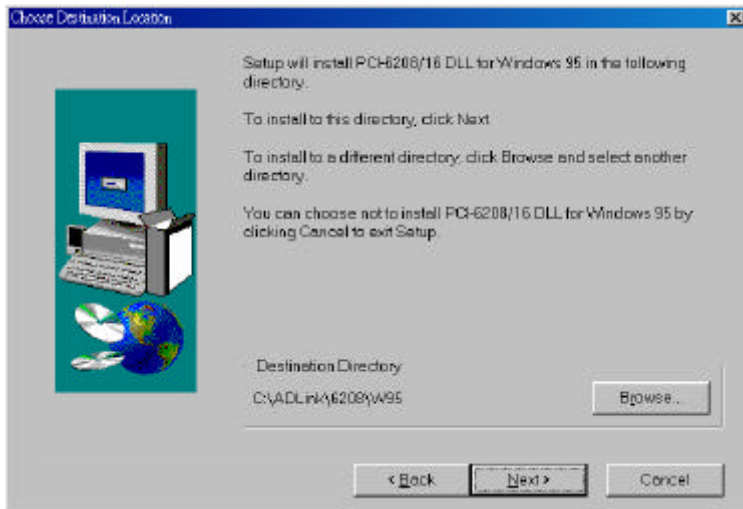 Choose Destination Location
Setup will install PCI-6208/16 DLL for Windows 95 in the following
directory.
To install to this directory, click Next
To install to a different directory, click Browse and select another
directory.
You can choose not to install PCI-6208/16 DLL for Windows 95 by
clicking Cancel to exit Setup.
Destination Directory
C:\ADLink\6208\W95
Browse...
< Back
Next >
Cancel